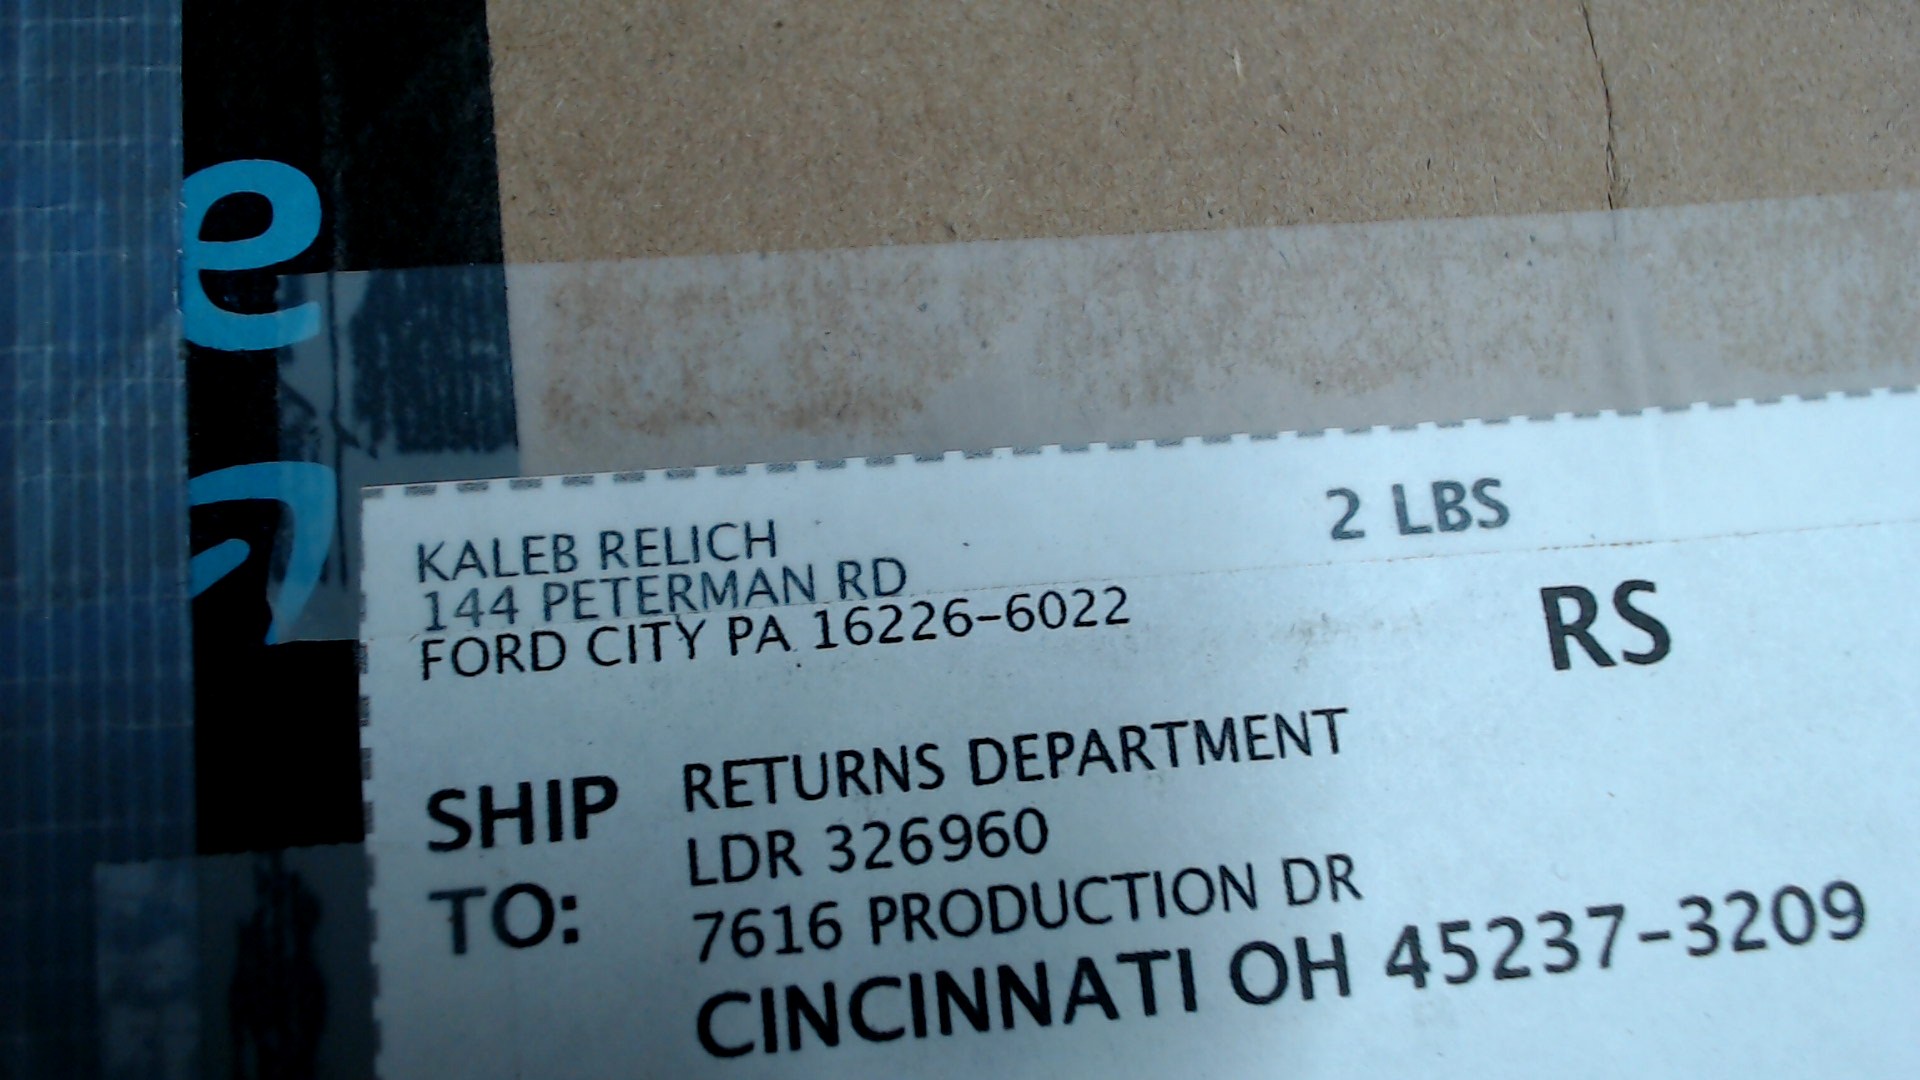 e
KALEB RELICH
2 LBS
144 PETERMAN RD
FORD CITY PA 16226-6022
RS
SHIP TO:
RETURNS DEPARTMENT
LDR 326960
7616 PRODUCTION DR
CINCINNATI OH 45237-3209